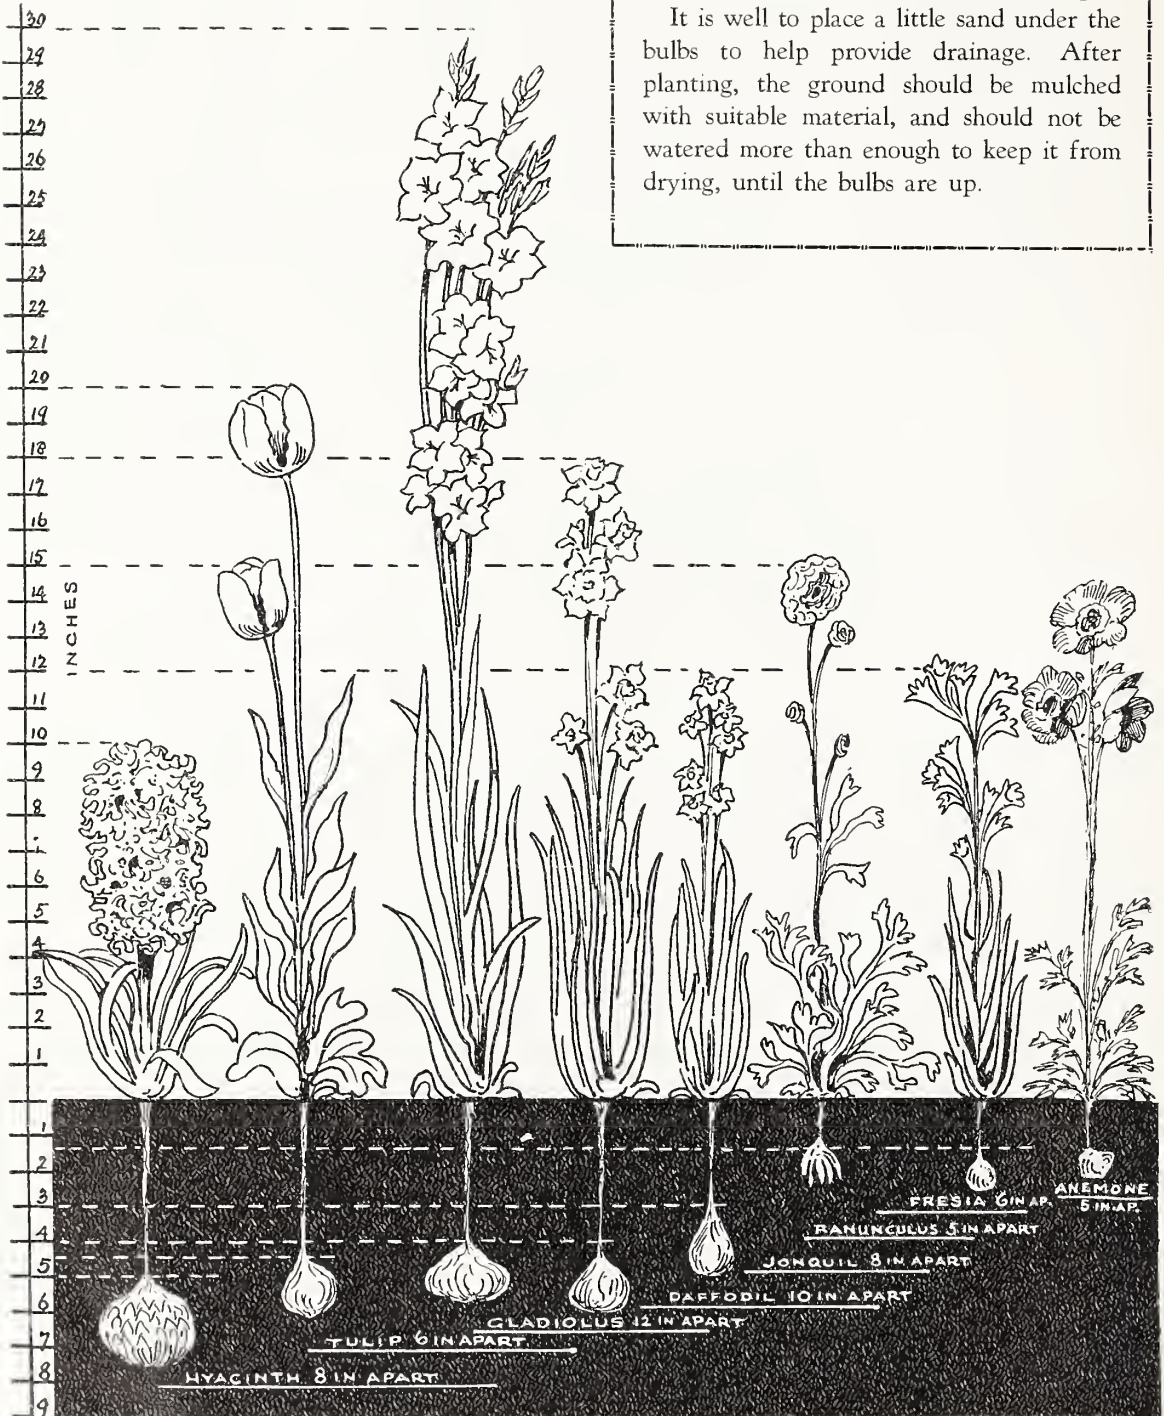 It is well to place a little sand under the
bulbs to help provide drainage. After
planting, the ground should be mulched
with suitable material, and should not be
watered more than enough to keep it from
drying, until the bulbs are up.
30
29
28
27
26
25
24
23
22
21
20
19
18
17
16
15
14
13
12
11
10
9
8
7
6
5
4
3
2
1
INCHES
1
2
3
4
5
6
7
8
9
FRESIA 6 IN AP.
ANEMONE
5 IN. AP.
RANUNCULUS 5 IN APART
JONQUIL 8 IN APART
DAFFODIL 10 IN APART
GLADIOLUS 12 IN APART
TULIP 6 IN APART
HYACINTH 8 IN APART